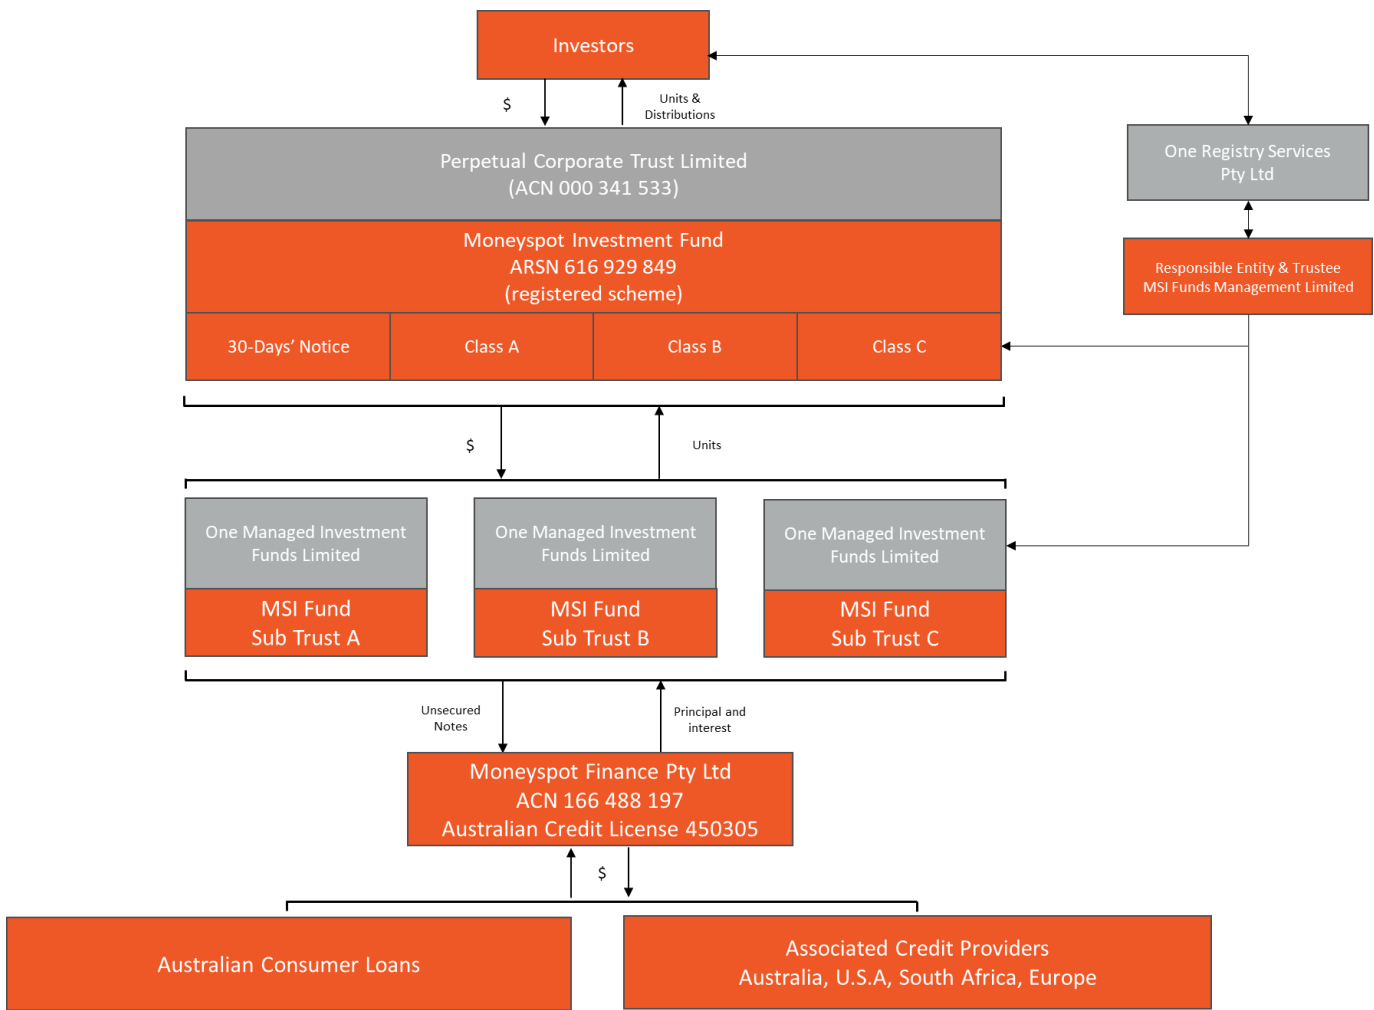 Investors
$
Units &
Distributions
Perpetual Corporate Trust Limited
(ACN 000 341 533)
One Registry Services
Pty Ltd
Moneyspot Investment Fund
ARSN 616 929 849
(registered scheme)
Responsible Entity & Trustee
MSI Funds Management Limited
30-Days’ Notice
Class A
Class B
Class C
$
Units
One Managed Investment
Funds Limited
One Managed Investment
Funds Limited
One Managed Investment
Funds Limited
MSI Fund
Sub Trust A
MSI Fund
Sub Trust B
MSI Fund
Sub Trust C
Unsecured
Notes
Principal and
interest
Moneyspot Finance Pty Ltd
ACN 166 488 197
Australian Credit License 450305
$
Australian Consumer Loans
Associated Credit Providers
Australia, U.S.A, South Africa, Europe